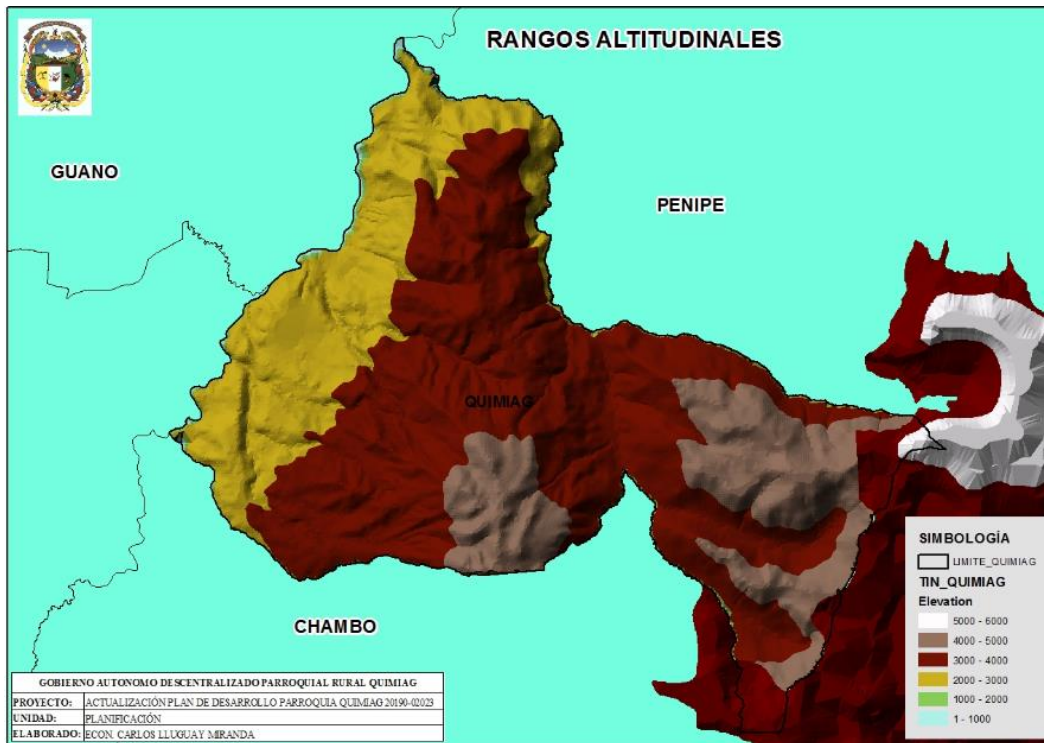 RANGOS ALTITUDINALES
GUANO
PENIPE
QUIMIAG
CHAMBO
SIMBOLOGÍA
LIMITE_QUIMIAG
TIN_QUIMIAG
Elevation
5000 - 6000
4000 - 5000
3000 - 4000
2000 - 3000
1000 - 2000
1 - 1000
GOBIERNO AUTONOMO DESCENTRALIZADO PARROQUIAL RURAL QUIMIAG
PROYECTO: ACTUALIZACIÓN PLAN DE DESARROLLO PARROQUIA QUIMIAG 20190-02023
UNIDAD: PLANIFICACIÓN
ELABORADO: ECON. CARLOS LLUGUAY MIRANDA